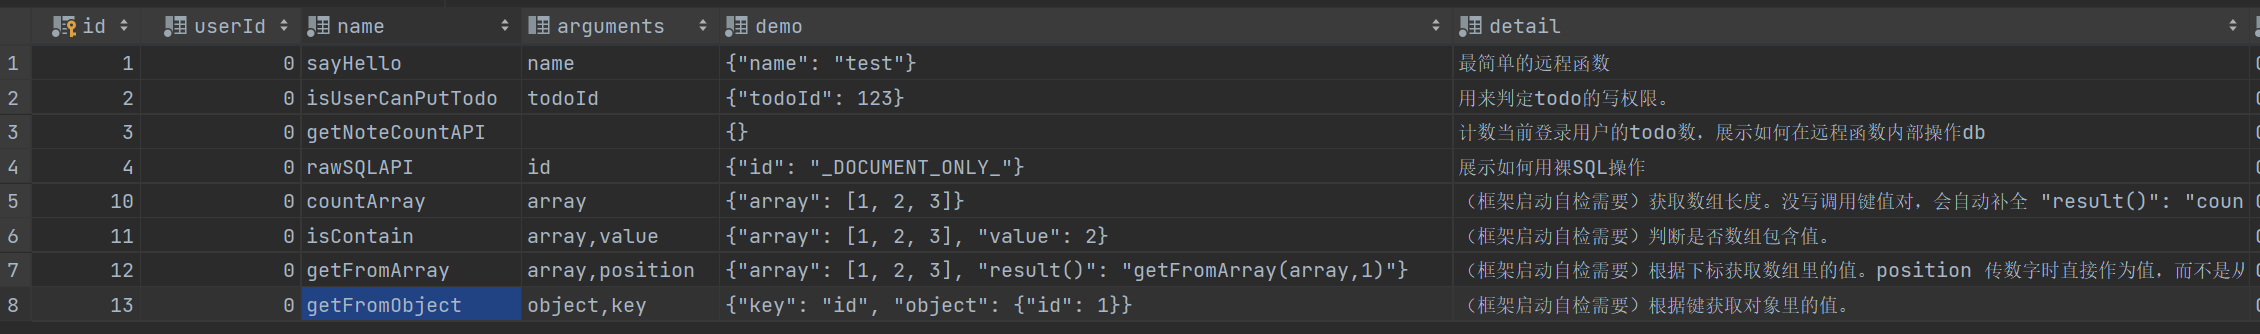 id userId name arguments demo detail
1 1 0 sayHello name {"name": "test"} 最简单的远程函数
2 2 0 isUserCanPutTodo todoId {"todoId": 123} 用来判定todo的写权限。
3 3 0 getNoteCountAPI {} 计数当前登录用户的todo数，展示如何在远程函数内部操作db
4 4 0 rawSQLAPI id {"id": "_DOCUMENT_ONLY_"} 展示如何用裸SQL操作
5 10 0 countArray array {"array": [1, 2, 3]} （框架启动自检需要）获取数组长度。没写调用键值对，会自动补全 "result()": "coun
6 11 0 isContain array,value {"array": [1, 2, 3], "value": 2} （框架启动自检需要）判断是否数组包含值。
7 12 0 getFromArray array,position {"array": [1, 2, 3], "result()": "getFromArray(array,1)"} （框架启动自检需要）根据下标获取数组里的值。position 传数字时直接作为值，而不是从
8 13 0 getFromObject object,key {"key": "id", "object": {"id": 1}} （框架启动自检需要）根据键获取对象里的值。